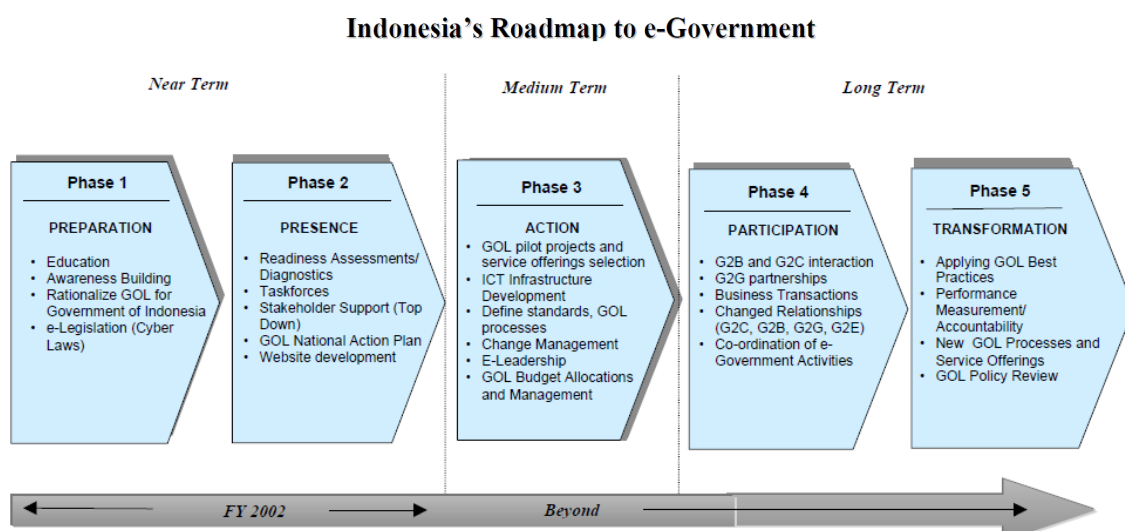 Indonesia's Roadmap to e-Government
Near Term
Medium Term
Long Term
Phase 1
PREPARATION
• Education
• Awareness Building
• Rationalize GOL for
Government of Indonesia
• e-Legislation (Cyber
Laws)
Phase 2
PRESENCE
• Readiness Assessments/
Diagnostics
• Taskforces
• Stakeholder Support (Top
Down)
• GOL National Action Plan
• Website development
Phase 3
ACTION
• GOL pilot projects and
service offerings selection
• ICT Infrastructure
Development
• Define standards, GOL
processes
• Change Management
• E-Leadership
• GOL Budget Allocations
and Management
Phase 4
PARTICIPATION
• G2B and G2C interaction
• G2G partnerships
• Business Transactions
• Changed Relationships
(G2C, G2B, G2G, G2E)
• Co-ordination of e-
Government Activities
Phase 5
TRANSFORMATION
• Applying GOL Best
Practices
• Performance
Measurement/
Accountability
• New GOL Processes and
Service Offerings
• GOL Policy Review
FY 2002
Beyond